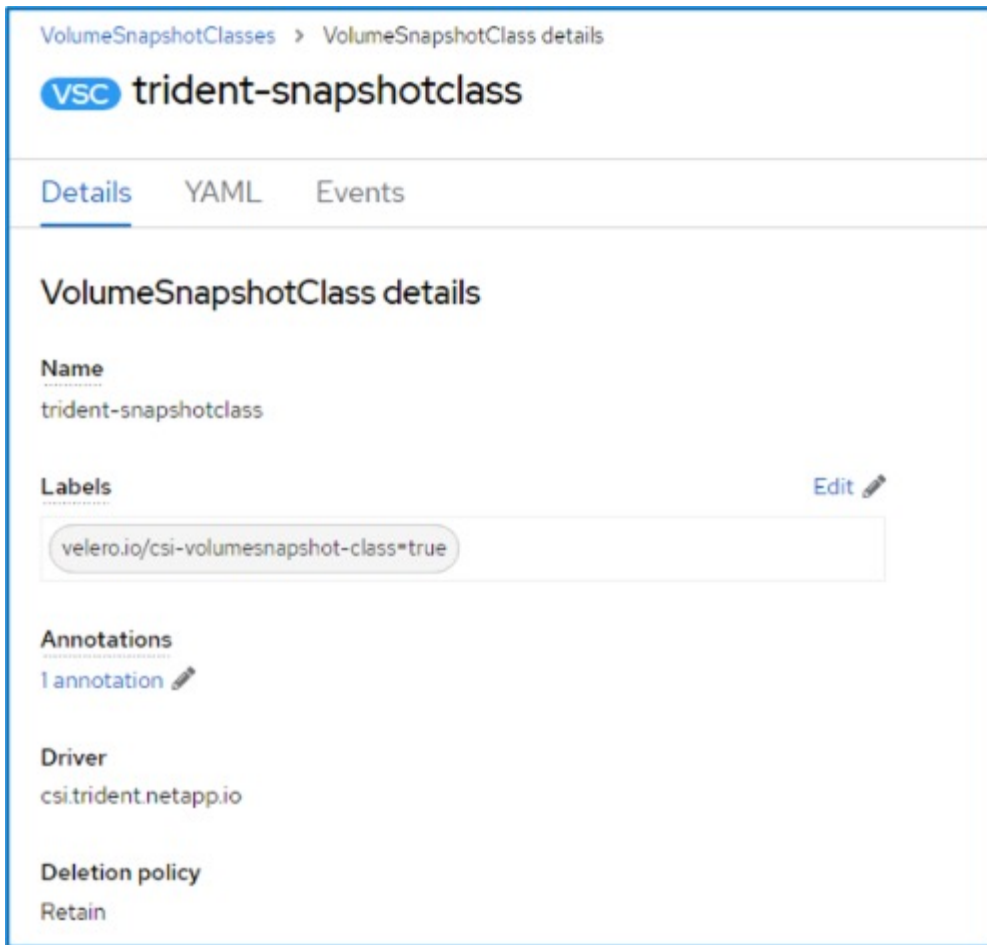 VolumeSnapshotClasses > VolumeSnapshotClass details
VSC trident-snapshotclass
Details YAML Events
VolumeSnapshotClass details
Name
trident-snapshotclass
Labels Edit
velero.io/csi-volumesnapshot-class=true
Annotations
1 annotation
Driver
csi.trident.netapp.io
Deletion policy
Retain